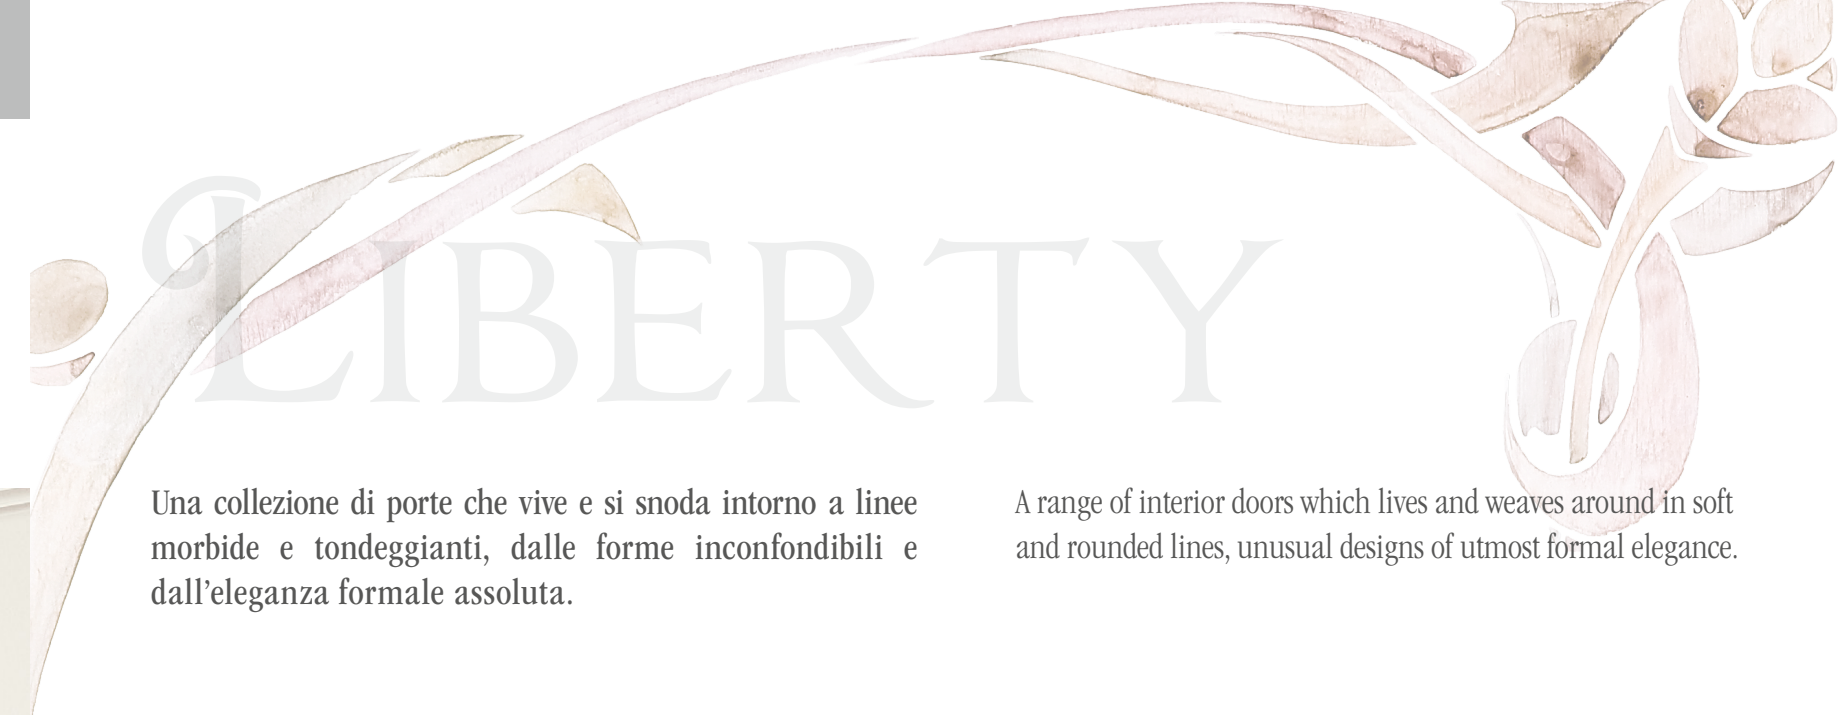 LIBERTY
Una collezione di porte che vive e si snoda intorno a linee
morbide e tondeggianti, dalle forme inconfondibili e
dall’eleganza formale assoluta.
A range of interior doors which lives and weaves around in soft
and rounded lines, unusual designs of utmost formal elegance.